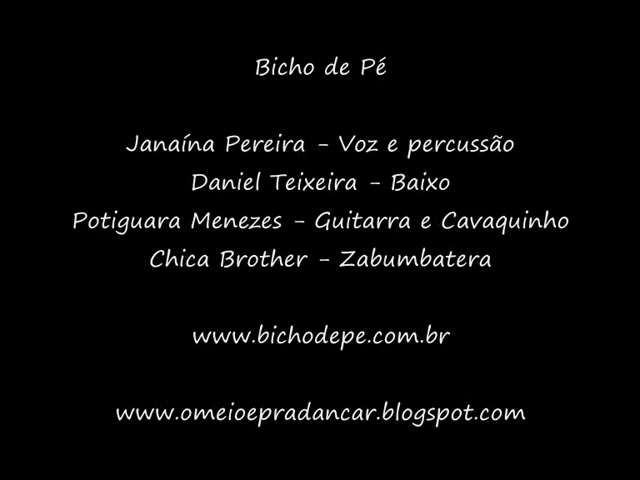 Bicho de Pé
Janaína Pereira - Voz e percussão
Daniel Teixeira - Baixo
Potiguara Menezes - Guitarra e Cavaquinho
Chica Brother - Zabumbatera
www.bichodepe.com.br
www.omeioepradancar.blogspot.com